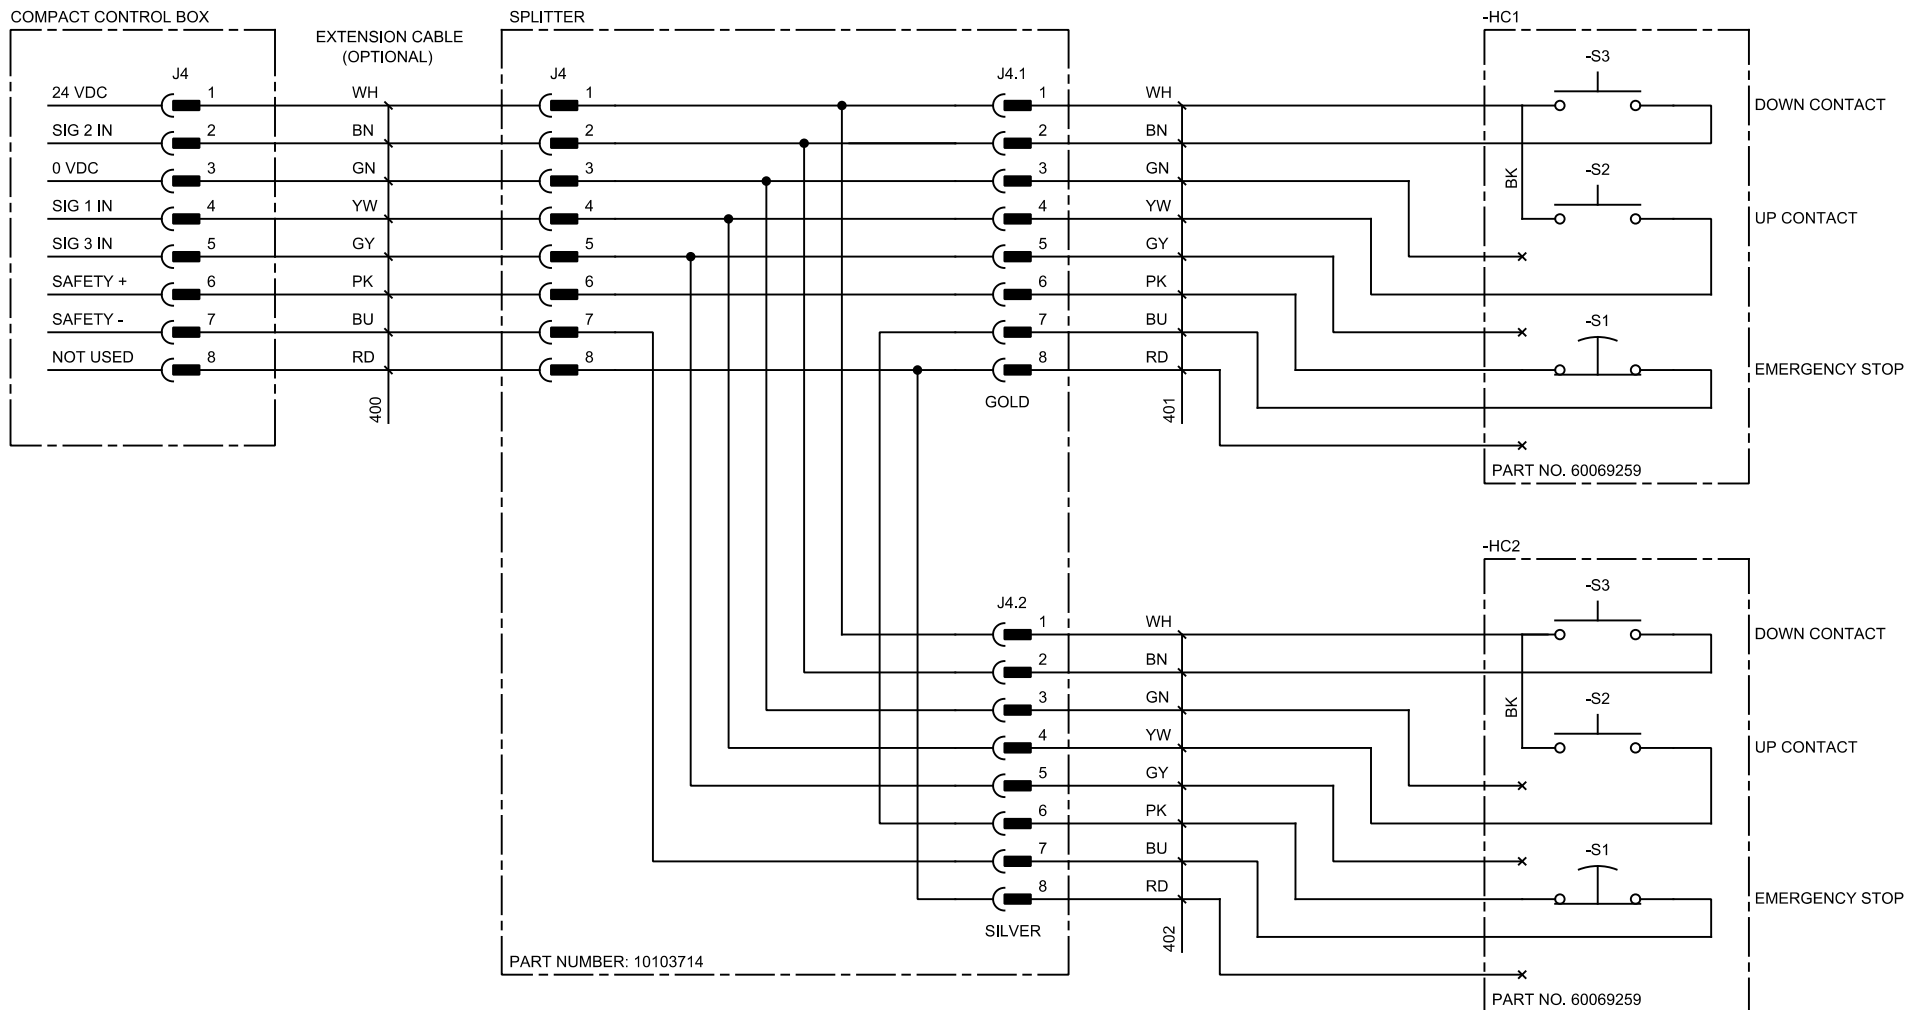 COMPACT CONTROL BOX
EXTENSION CABLE
(OPTIONAL)
J4
24 VDC 1 WH
SIG 2 IN 2 BN
0 VDC 3 GN
SIG 1 IN 4 YW
SIG 3 IN 5 GY
SAFETY + 6 PK
SAFETY - 7 BU
NOT USED 8 RD
400
SPLITTER
J4
1
2
3
4
5
6
7
8
J4.1
1 WH
2 BN
3 GN
4 YW
5 GY
6 PK
7 BU
8 RD
GOLD
401
-HC1
-S3
DOWN CONTACT
BK
-S2
UP CONTACT
-S1
EMERGENCY STOP
PART NO. 60069259
J4.2
1 WH
2 BN
3 GN
4 YW
5 GY
6 PK
7 BU
8 RD
SILVER
402
PART NUMBER: 10103714
-HC2
-S3
DOWN CONTACT
BK
-S2
UP CONTACT
-S1
EMERGENCY STOP
PART NO. 60069259